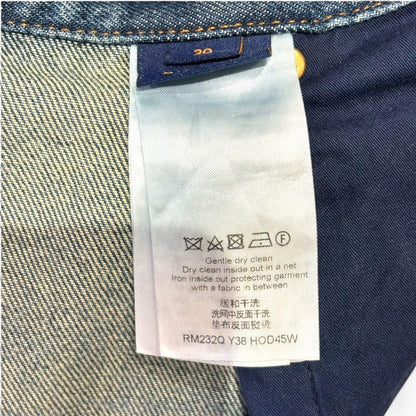 38
Gentle dry clean
Dry clean inside out in a net
Iron inside out protecting garment
with a fabric in between
缓和干洗
洗网中反面干洗
垫布反面熨烫
RM232Q Y38 HOD45W